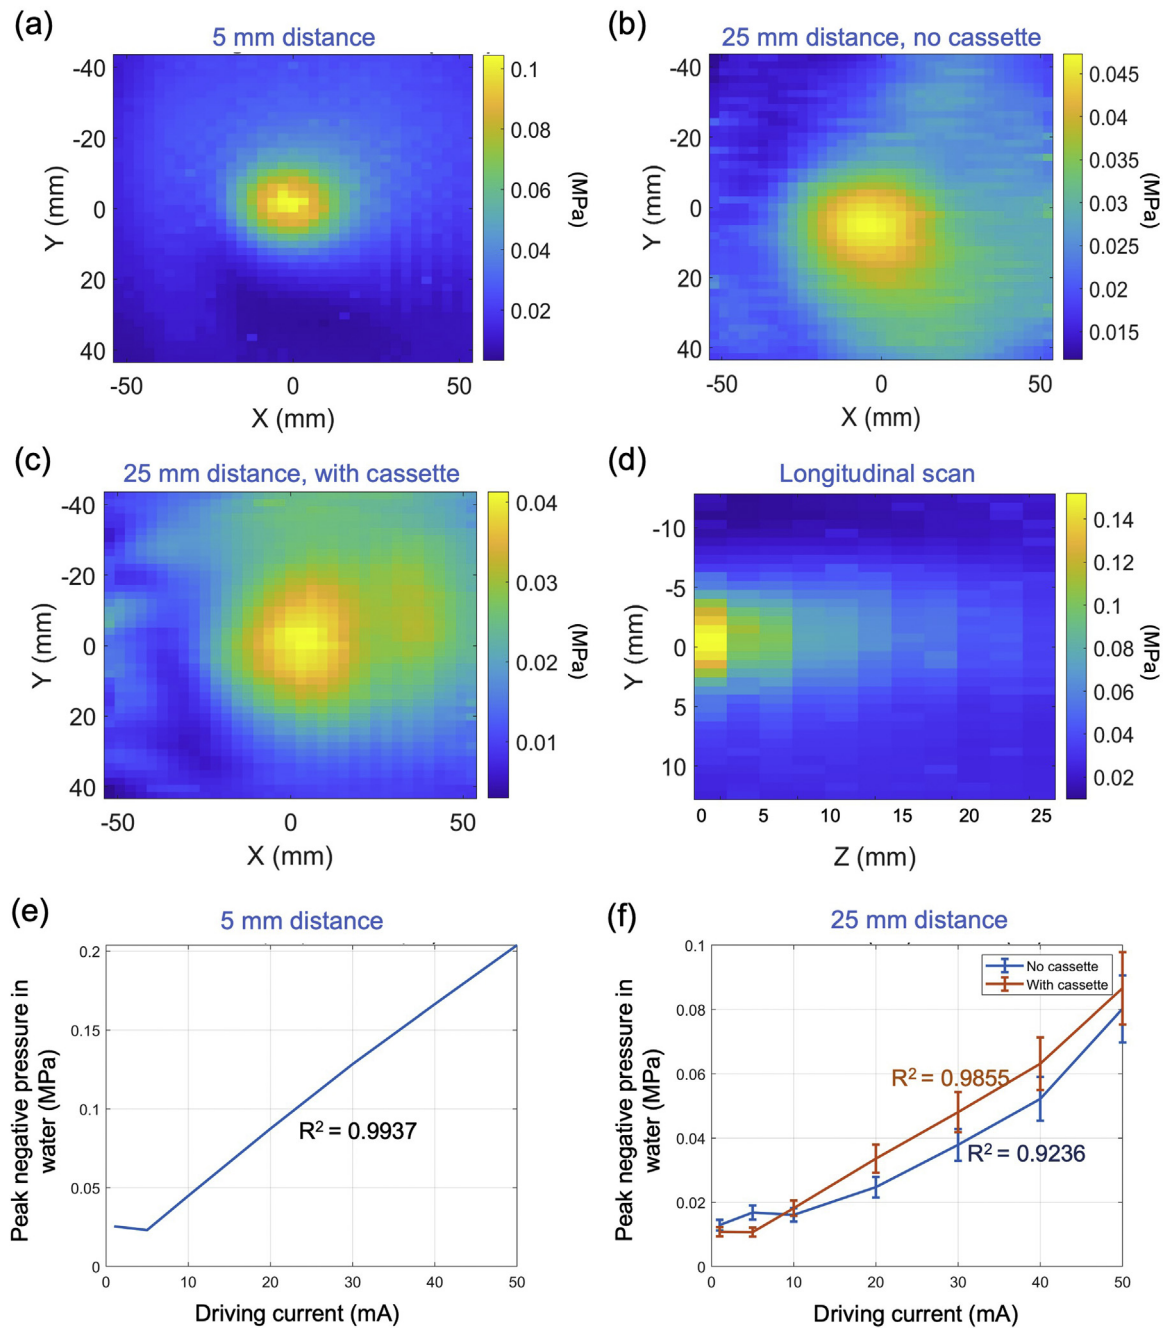 (a)
5 mm distance
-40
-20
0
20
40
Y (mm)
-50
0
50
X (mm)
0.1
0.08
0.06
0.04
0.02
(MPa)
(b)
25 mm distance, no cassette
-40
-20
0
20
40
Y (mm)
-50
0
50
X (mm)
0.045
0.04
0.035
0.03
0.025
0.02
0.015
(MPa)
(c)
25 mm distance, with cassette
-40
-20
0
20
40
Y (mm)
-50
0
50
X (mm)
0.04
0.03
0.02
0.01
(MPa)
(d)
Longitudinal scan
-10
-5
0
5
10
Y (mm)
0
5
10
15
20
25
Z (mm)
0.14
0.12
0.1
0.08
0.06
0.04
0.02
(MPa)
(e)
5 mm distance
0.2
0.15
0.1
0.05
0
Peak negative pressure in
water (MPa)
R² = 0.9937
0
10
20
30
40
50
Driving current (mA)
(f)
25 mm distance
0.1
0.08
0.06
0.04
0.02
0
Peak negative pressure in
water (MPa)
No cassette
With cassette
R² = 0.9855
R² = 0.9236
0
10
20
30
40
50
Driving current (mA)